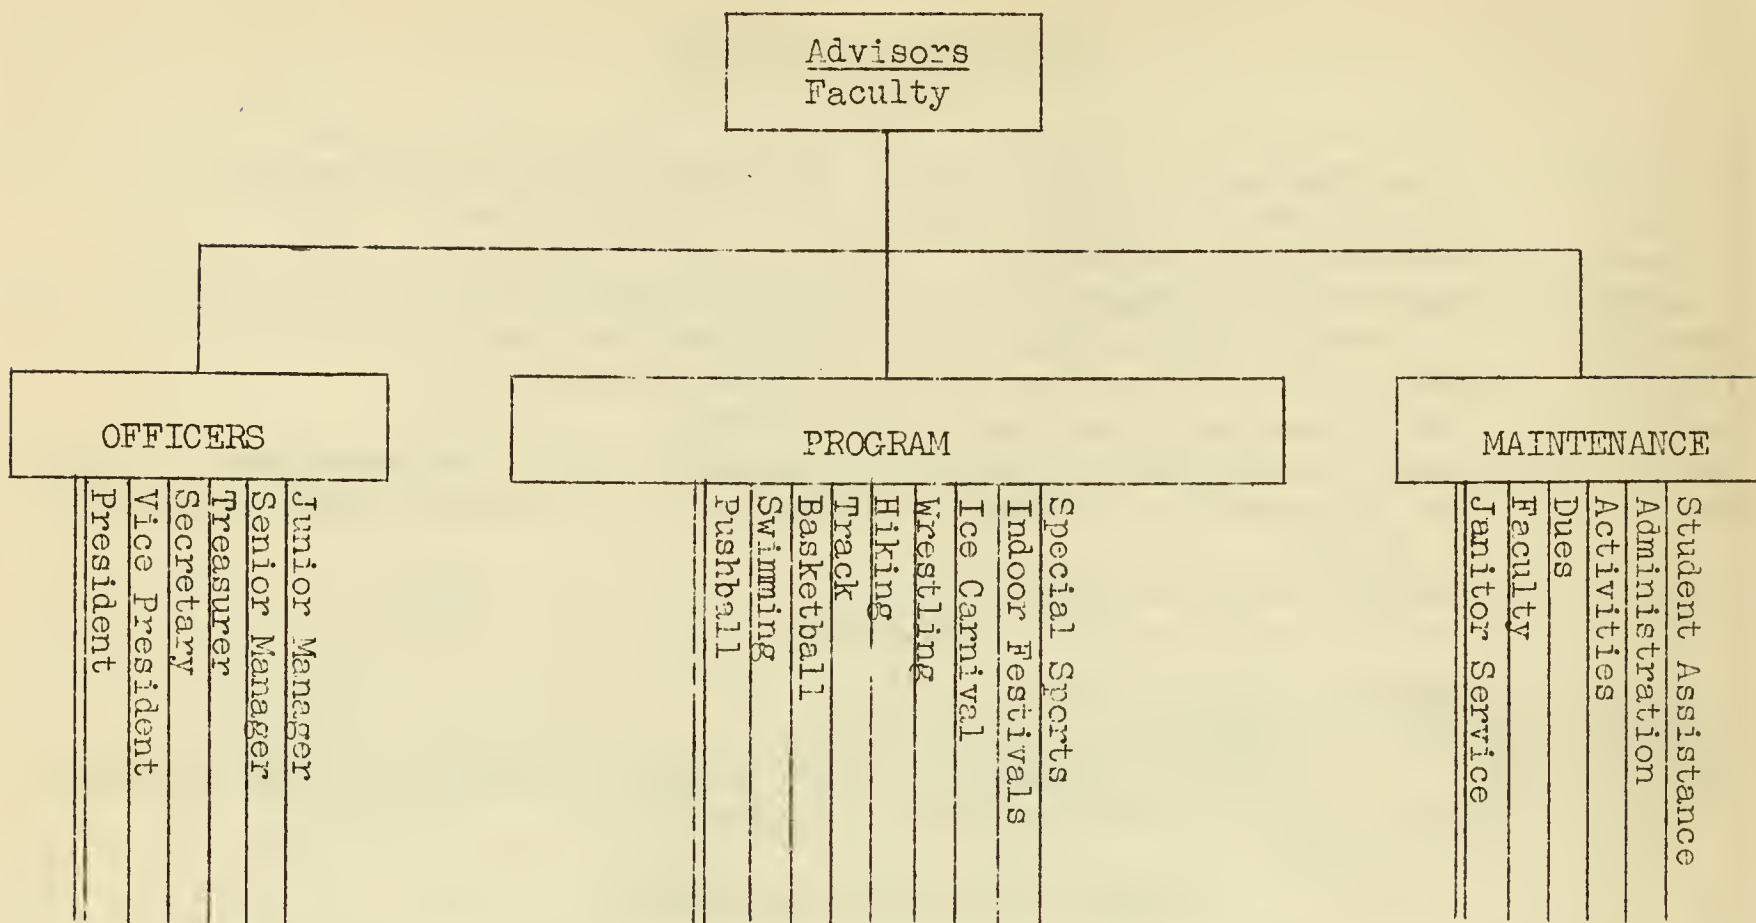 Advisors
Faculty
OFFICERS
President
Vice President
Secretary
Treasurer
Senior Manager
Junior Manager
PROGRAM
Pushball
Swimming
Basketball
Track
Hiking
Wrestling
Ice Carnival
Indoor Festivals
Special Sports
MAINTENANCE
Janitor Service
Faculty
Dues
Activities
Administration
Student Assistance